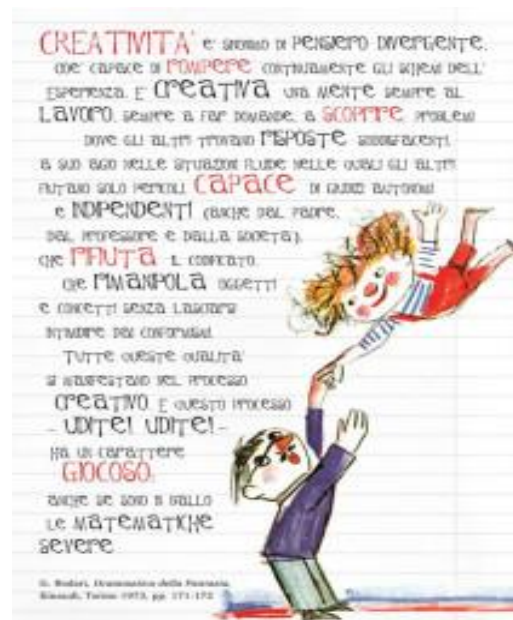 CREATIVITA' E' SINONIMO DI PENSIERO DIVERGENTE,
CIOE' CAPACE DI ROMPERE CONTINUAMENTE GLI SCHEMI DELL'
ESPERIENZA. E CREATIVA UNA MENTE SEMPRE AL
LAVORO, SEMPRE A FAR DOMANDE, A SCOPRIRE PROBLEMI
DOVE GLI ALTRI TROVANO RISPOSTE SODDISFACENTI,
A SUO AGIO NELLE SITUAZIONI FLUIDE NELLE QUALI GLI ALTRI
FIUTANO SOLO PERICOLI, CAPACE DI GIUDIZI AUTONOMI
E INDIPENDENTI (ANCHE DAL PADRE,
DAL PROFESSORE E DALLA SOCIETA'),
CHE RIFIUTA IL CODIFICATO,
CHE RIMANIPOLA OGGETTI
E CONCETTI SENZA LASCIARSI
INTIMIDIRE DAI CONFORMISMI.
TUTTE QUESTE QUALITA'
SI MANIFESTANO NEL PROCESSO
CREATIVO. E QUESTO PROCESSO
- UDITE! UDITE! -
HA UN CARATTERE
GIOCOSO:
ANCHE SE SONO IN BALLO
LE MATEMATICHE
SEVERE
G. Rodari, Grammatica della Fantasia,
Einaudi, Torino 1973, pp. 171-172